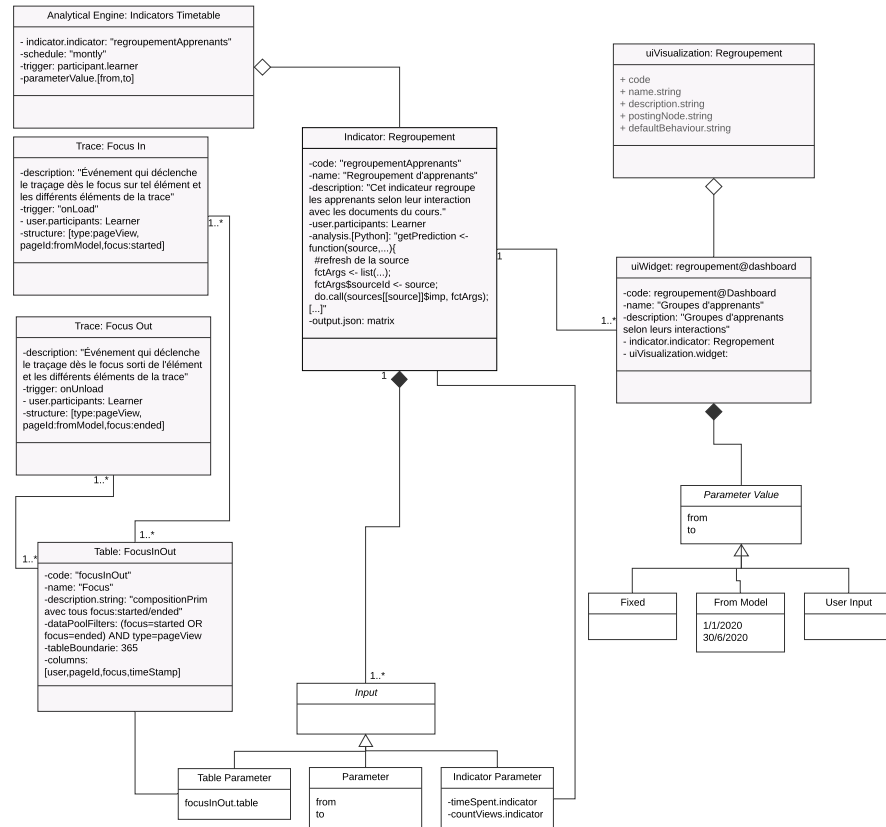 Analytical Engine: Indicators Timetable
- indicator.indicator: "regroupementApprenants"
-schedule: "montly"
-trigger: participant.learner
-parameterValue.[from,to]
Trace: Focus In
-description: "Événement qui déclenche
le traçage dès le focus sur tel élément et
les différents éléments de la trace"
-trigger: "onLoad"
- user.participants: Learner
-structure: [type:pageView,
pageId:fromModel,focus:started]
1..*
Trace: Focus Out
-description: "Événement qui déclenche
le traçage dès le focus sorti de l'élément
et les différents éléments de la trace"
-trigger: onUnload
- user.participants: Learner
-structure: [type:pageView,
pageId:fromModel,focus:ended]
1..*
1..*
1..*
Table: FocusInOut
-code: "focusInOut"
-name: "Focus"
-description.string: "compositionPrim
avec tous focus:started/ended"
-dataPoolFilters: (focus=started OR
focus=ended) AND type=pageView
-tableBoundarie: 365
-columns:
[user,pageId,focus,timeStamp]
Indicator: Regroupement
-code: "regroupementApprenants"
-name: "Regroupement d'apprenants"
-description: "Cet indicateur regroupe
les apprenants selon leur interaction
avec les documents du cours."
-user.participants: Learner
-analysis.[Python]: "getPrediction <-
function(source,...){
#refresh de la source
fctArgs <- list(...);
fctArgs$sourceId <- source;
do.call(sources[[source]]$imp, fctArgs);
[...]"
-output.json: matrix
1
1
1..*
1..*
Input
Table Parameter
focusInOut.table
Parameter
from
to
Indicator Parameter
-timeSpent.indicator
-countViews.indicator
uiVisualization: Regroupement
+ code
+ name.string
+ description.string
+ postingNode.string
+ defaultBehaviour.string
uiWidget: regroupement@dashboard
-code: regroupement@Dashboard
-name: "Groupes d'apprenants"
-description: "Groupes d'apprenants
selon leurs interactions"
- indicator.indicator: Regropement
- uiVisualization.widget:
Parameter Value
from
to
Fixed
From Model
1/1/2020
30/6/2020
User Input